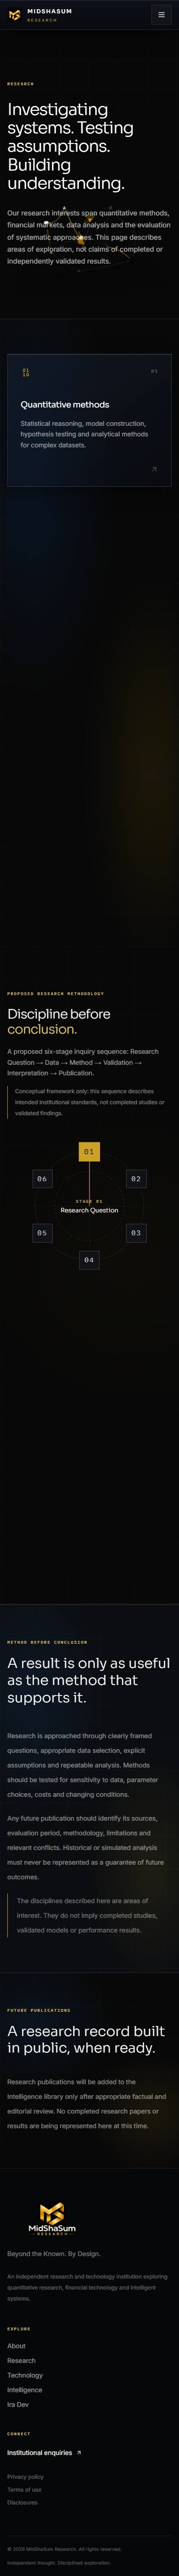 MIDSHASUM
RESEARCH
RESEARCH
Investigating
systems. Testing
assumptions.
Building
understanding.
Our research interests span quantitative methods,
financial markets, data analysis and the evaluation
of systematic approaches. This page describes
areas of exploration, not claims of completed or
independently validated results.
01
10
01
Quantitative methods
Statistical reasoning, model construction,
hypothesis testing and analytical methods
for complex datasets.
PROPOSED RESEARCH METHODOLOGY
Discipline before
conclusion.
A proposed six-stage inquiry sequence: Research
Question → Data → Method → Validation →
Interpretation → Publication.
Conceptual framework only: this sequence describes
intended institutional standards, not completed studies or
validated findings.
01
06
02
STAGE 01
Research Question
05
03
04
METHOD BEFORE CONCLUSION
A result is only as useful
as the method that
supports it.
Research is approached through clearly framed
questions, appropriate data selection, explicit
assumptions and repeatable analysis. Methods
should be tested for sensitivity to data, parameter
choices, costs and changing conditions.
Any future publication should identify its sources,
evaluation period, methodology, limitations and
relevant conflicts. Historical or simulated analysis
must never be represented as a guarantee of future
outcomes.
The disciplines described here are areas of
interest. They do not imply completed studies,
validated models or performance results.
FUTURE PUBLICATIONS
A research record built
in public, when ready.
Research publications will be added to the
Intelligence library only after appropriate factual and
editorial review. No completed research papers or
results are being represented here at this time.
MidShaSum
RESEARCH
Beyond the Known. By Design.
An independent research and technology institution exploring
quantitative research, financial technology and intelligent
systems.
EXPLORE
About
Research
Technology
Intelligence
Ira Dev
CONNECT
Institutional enquiries
Privacy policy
Terms of use
Disclosures
© 2026 MidShaSum Research. All rights reserved.
Independent thought. Disciplined exploration.